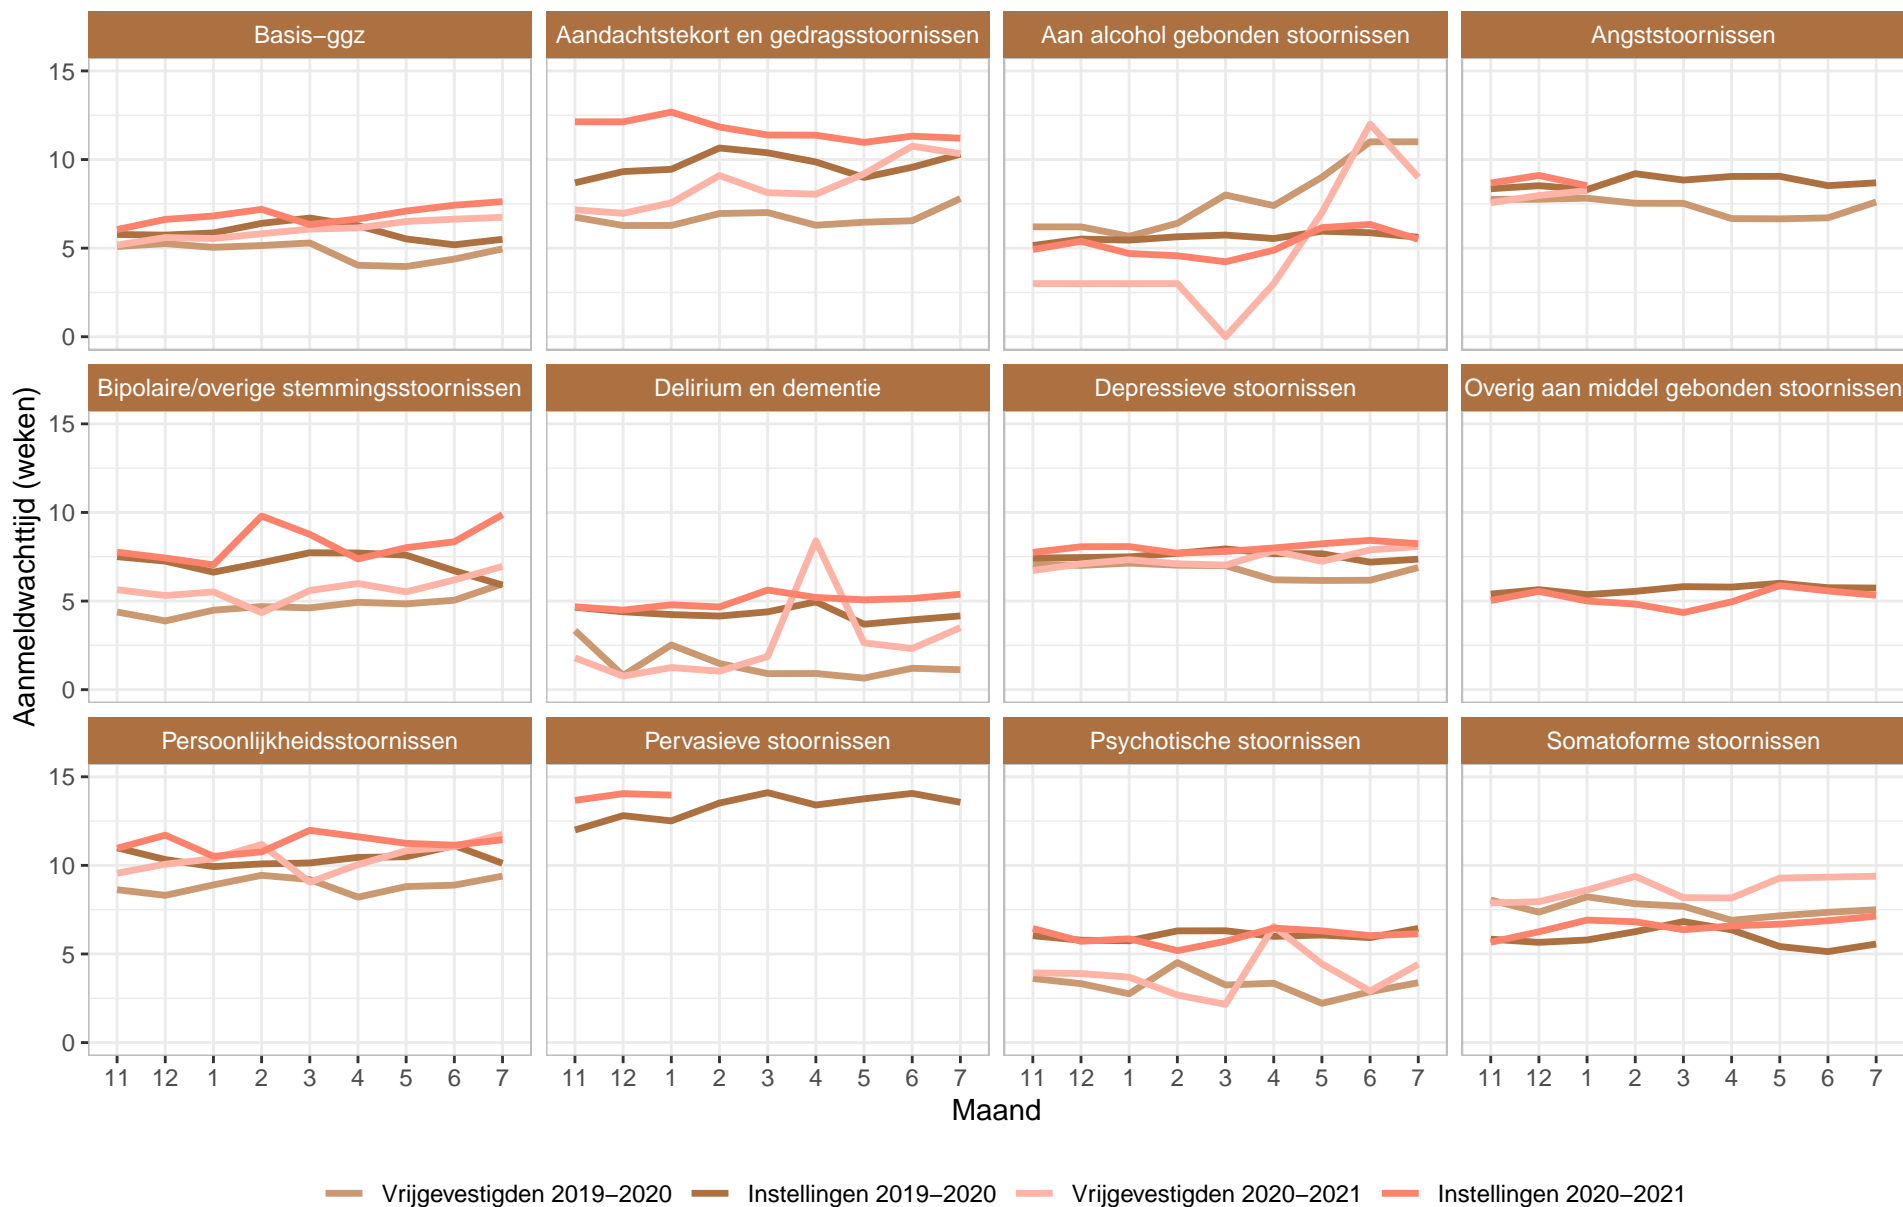 Basis−ggz
Aandachtstekort en gedragsstoornissen
Aan alcohol gebonden stoornissen
Angststoornissen
15
10
5
0
Bipolaire/overige stemmingsstoornissen
Delirium en dementie
Depressieve stoornissen
Overig aan middel gebonden stoornissen
15
10
5
0
Aanmeldwachttijd (weken)
Persoonlijkheidsstoornissen
Pervasieve stoornissen
Psychotische stoornissen
Somatoforme stoornissen
15
10
5
0
11 12 1 2 3 4 5 6 7
11 12 1 2 3 4 5 6 7
11 12 1 2 3 4 5 6 7
11 12 1 2 3 4 5 6 7
Maand
Vrijgevestigden 2019−2020 Instellingen 2019−2020 Vrijgevestigden 2020−2021 Instellingen 2020−2021